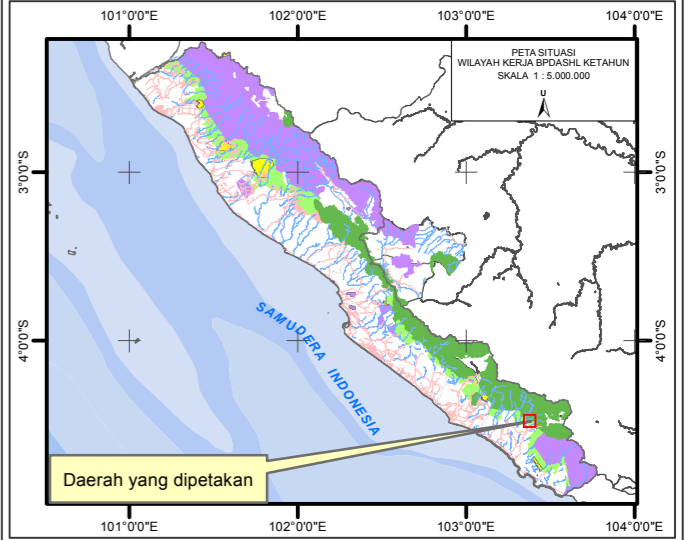 101°0'0"E 102°0'0"E 103°0'0"E 104°0'0"E
PETA SITUASI
WILAYAH KERJA BPDASHL KETAHUN
SKALA 1 : 5.000.000
U
3°0'0"S 3°0'0"S
SAMUDERA INDONESIA
4°0'0"S 4°0'0"S
Daerah yang dipetakan
101°0'0"E 102°0'0"E 103°0'0"E 104°0'0"E